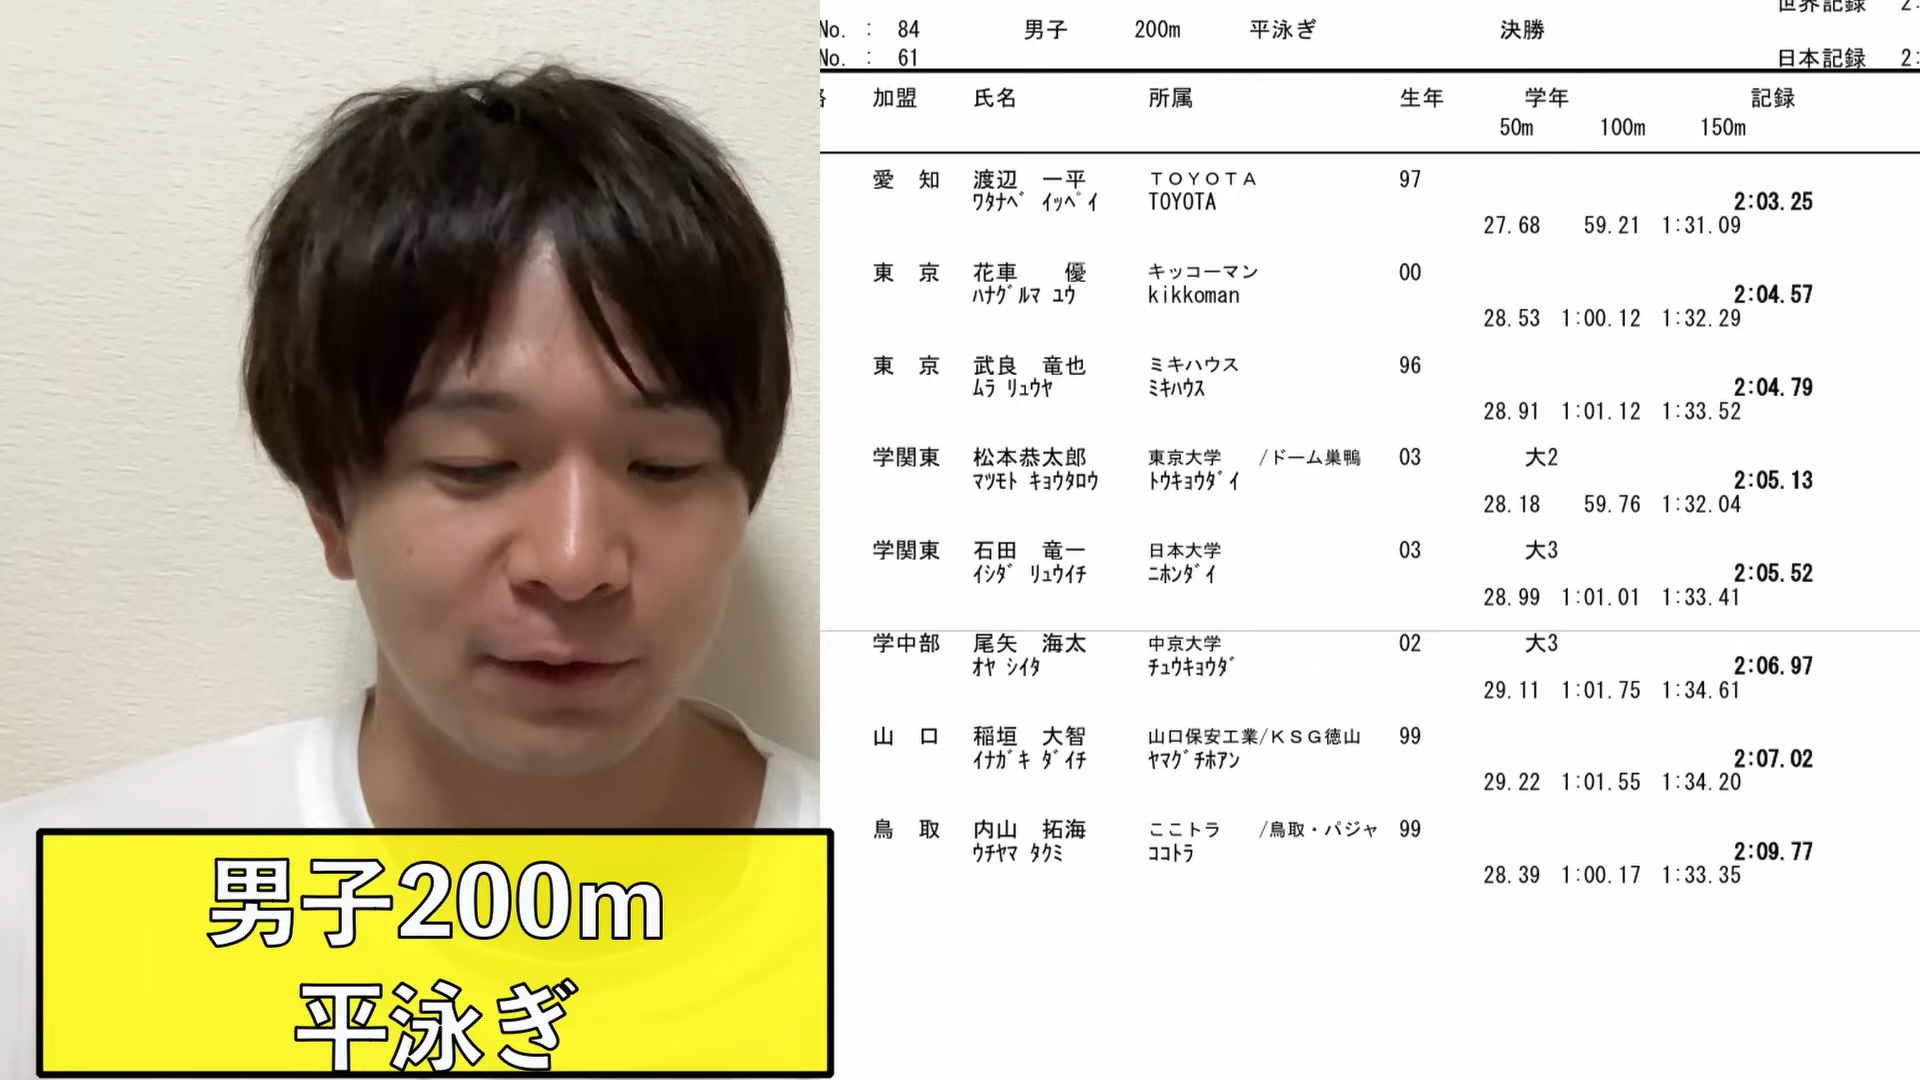 No. : 84 男子 200m 平泳ぎ 決勝
No. : 61 日本記録 2:
加盟 氏名 所属 生年 学年 記録
50m 100m 150m
愛 知 渡辺 一平 ＴＯＹＯＴＡ 97
ﾜﾀﾅﾍﾞ ｲｯﾍﾟｲ TOYOTA 2:03.25
27.68 59.21 1:31.09
東 京 花車 優 キッコーマン 00
ﾊﾅｸﾞﾙﾏ ﾕｳ kikkoman 2:04.57
28.53 1:00.12 1:32.29
東 京 武良 竜也 ミキハウス 96
ﾑﾗ ﾘｭｳﾔ ﾐｷﾊｳｽ 2:04.79
28.91 1:01.12 1:33.52
学関東 松本恭太郎 東京大学 /ドーム巣鴨 03 大2
ﾏﾂﾓﾄ ｷｮｳﾀﾛｳ ﾄｳｷｮｳﾀﾞｲ 2:05.13
28.18 59.76 1:32.04
学関東 石田 竜一 日本大学 03 大3
ｲｼﾀﾞ ﾘｭｳｲﾁ ﾆﾎﾝﾀﾞｲ 2:05.52
28.99 1:01.01 1:33.41
学中部 尾矢 海太 中京大学 02 大3
ｵﾔ ｼｲﾀ ﾁｭｳｷｮｳﾀﾞ 2:06.97
29.11 1:01.75 1:34.61
山 口 稲垣 大智 山口保安工業/ＫＳＧ徳山 99
ｲﾅｶﾞｷ ﾀﾞｲﾁ ﾔﾏｸﾞﾁﾎｱﾝ 2:07.02
29.22 1:01.55 1:34.20
鳥 取 内山 拓海 ここトラ /鳥取・パジャ 99
ｳﾁﾔﾏ ﾀｸﾐ ｺｺﾄﾗ 2:09.77
28.39 1:00.17 1:33.35
男子200m
平泳ぎ